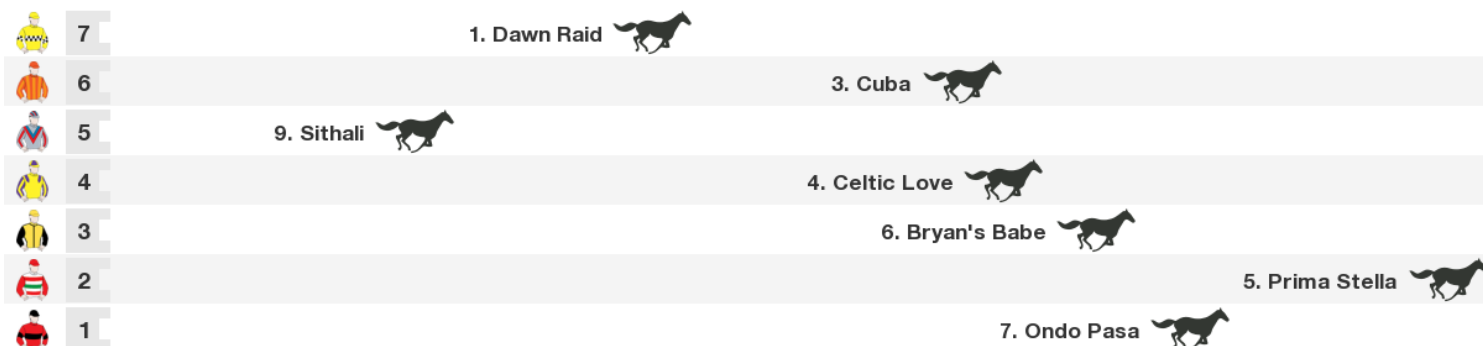 7 1. Dawn Raid
6 3. Cuba
5 9. Sithali
4 4. Celtic Love
3 6. Bryan's Babe
2 5. Prima Stella
1 7. Ondo Pasa